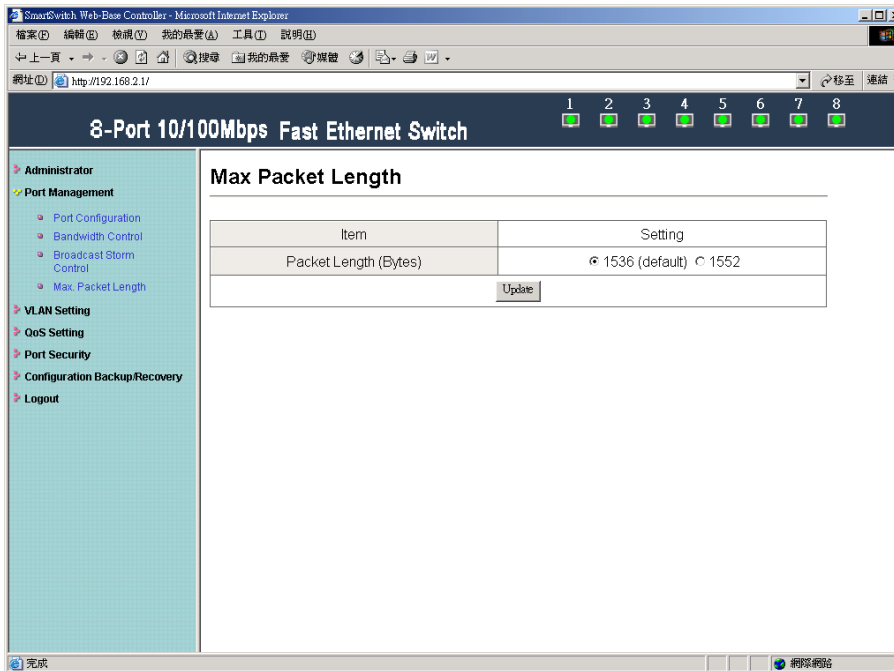 SmartSwitch Web-Base Controller - Microsoft Internet Explorer
檔案(F) 編輯(E) 檢視(V) 我的最愛(A) 工具(T) 說明(H)
上一頁 搜尋 我的最愛 媒體
網址(D) http://192.168.2.1/ 移至 連結
1 2 3 4 5 6 7 8
8-Port 10/100Mbps Fast Ethernet Switch
Administrator
Port Management
Port Configuration
Bandwidth Control
Broadcast Storm
Control
Max. Packet Length
VLAN Setting
QoS Setting
Port Security
Configuration Backup/Recovery
Logout
Max Packet Length
Item Setting
Packet Length (Bytes) 1536 (default) 1552
Update
完成 網際網路